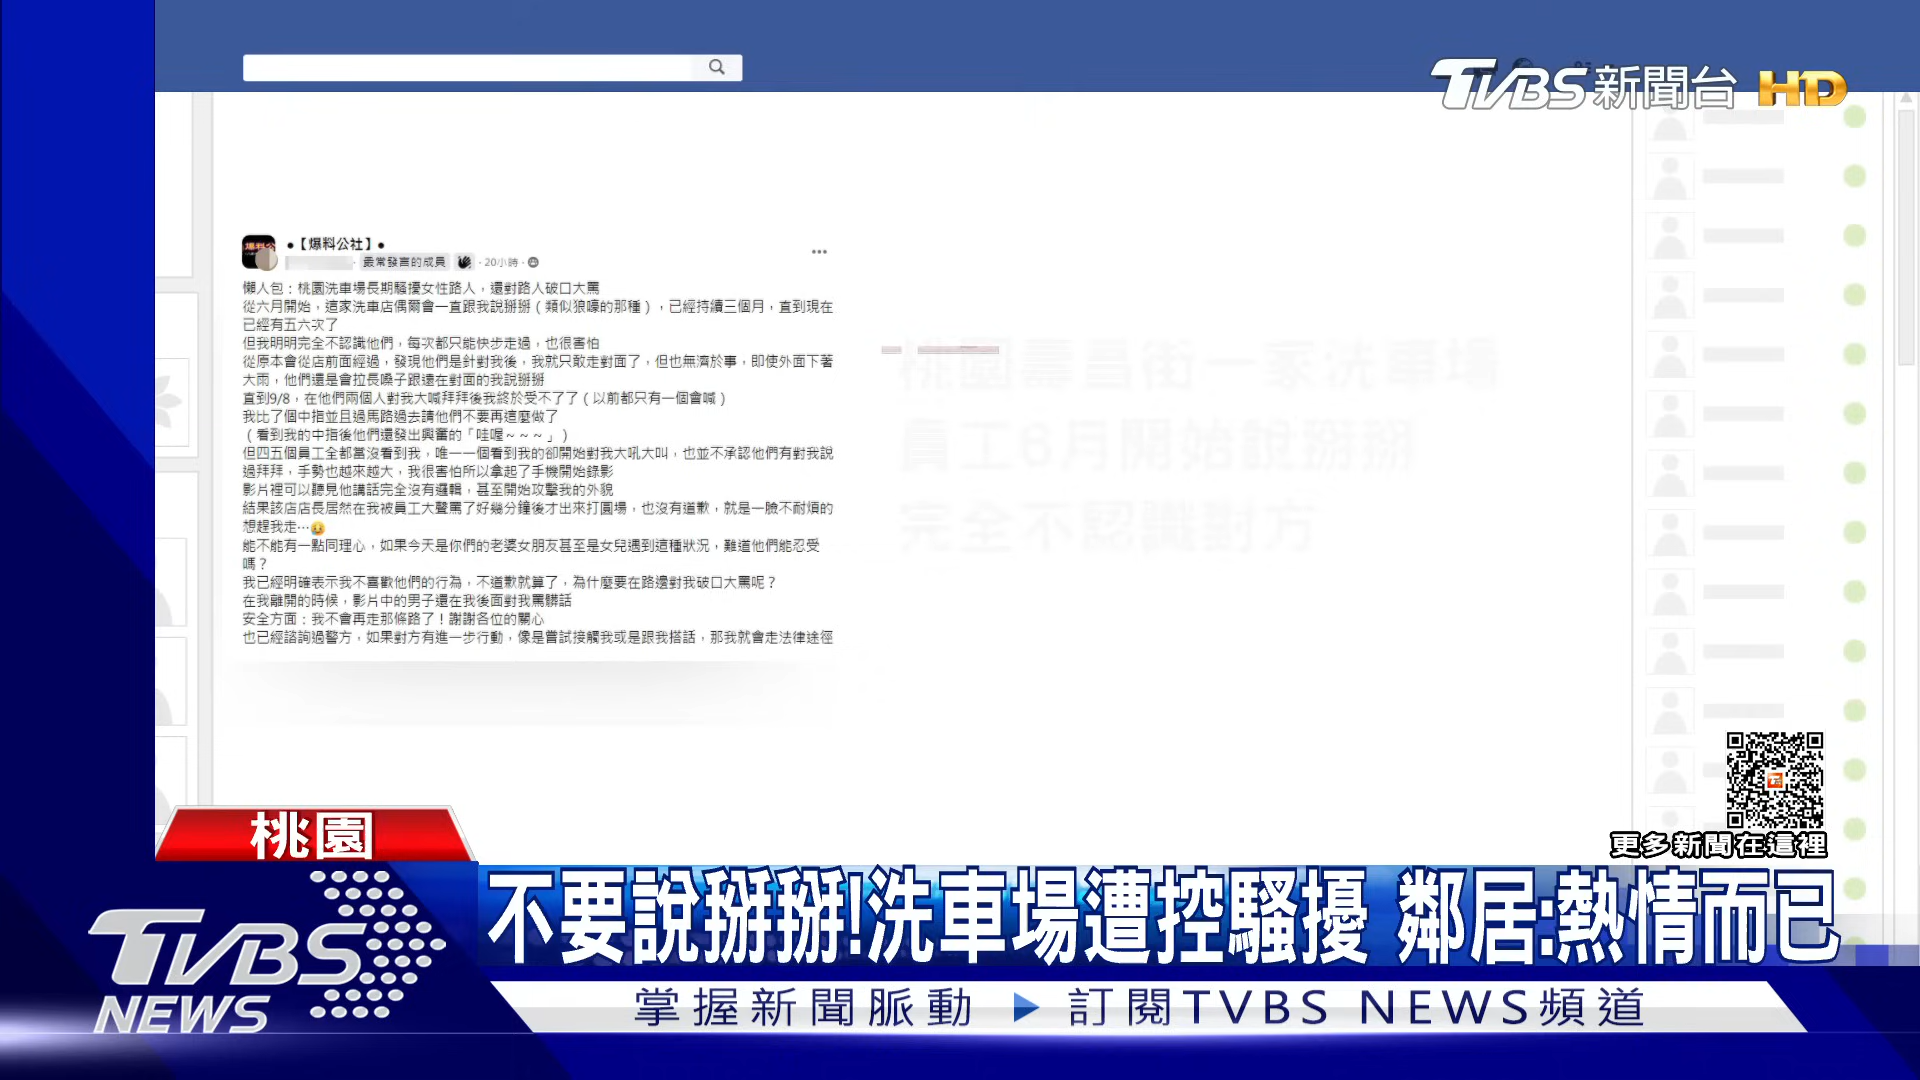 TVBS新聞台 HD
●【爆料公社】●
最常發言的成員 · 20小時 ·
懶人包：桃園洗車場長期騷擾女性路人，還對路人破口大罵
從六月開始，這家洗車店偶爾會一直跟我說掰掰（類似狼嚎的那種），已經持續三個月，直到現在
已經有五六次了
但我明明完全不認識他們，每次都只能快步走過，也很害怕
從原本會從店前面經過，發現他們是針對我後，我就只敢走對面了，但也無濟於事，即使外面下著
大雨，他們還是會拉長嗓子跟遠在對面的我說掰掰
直到9/8，在他們兩個人對我大喊拜拜後我終於受不了了（以前都只有一個會喊）
我比了個中指並且過馬路過去請他們不要再這麼做了
（看到我的中指後他們還發出興奮的「哇喔～～～」）
但四五個員工全都當沒看到我，唯一一個看到我的卻開始對我大吼大叫，也並不承認他們有對我說
過拜拜，手勢也越來越大，我很害怕所以拿起了手機開始錄影
影片裡可以聽見他講話完全沒有邏輯，甚至開始攻擊我的外貌
結果該店店長居然在我被員工大聲罵了好幾分鐘後才出來打圓場，也沒有道歉，就是一臉不耐煩的
想趕我走…😢
能不能有一點同理心，如果今天是你們的老婆女朋友甚至是女兒遇到這種狀況，難道他們能忍受
嗎？
我已經明確表示我不喜歡他們的行為，不道歉就算了，為什麼要在路邊對我破口大罵呢？
在我離開的時候，影片中的男子還在我後面對我罵髒話
安全方面：我不會再走那條路了！謝謝各位的關心
也已經諮詢過警方，如果對方有進一步行動，像是嘗試接觸我或是跟我搭話，那我就會走法律途徑
桃園壽昌街 一家洗車場
員工6月開始說掰掰
完全不認識對方
更多新聞在這裡
桃園
不要說掰掰!洗車場遭控騷擾 鄰居:熱情而已
TVBS NEWS
掌握新聞脈動 ▶ 訂閱TVBS NEWS頻道